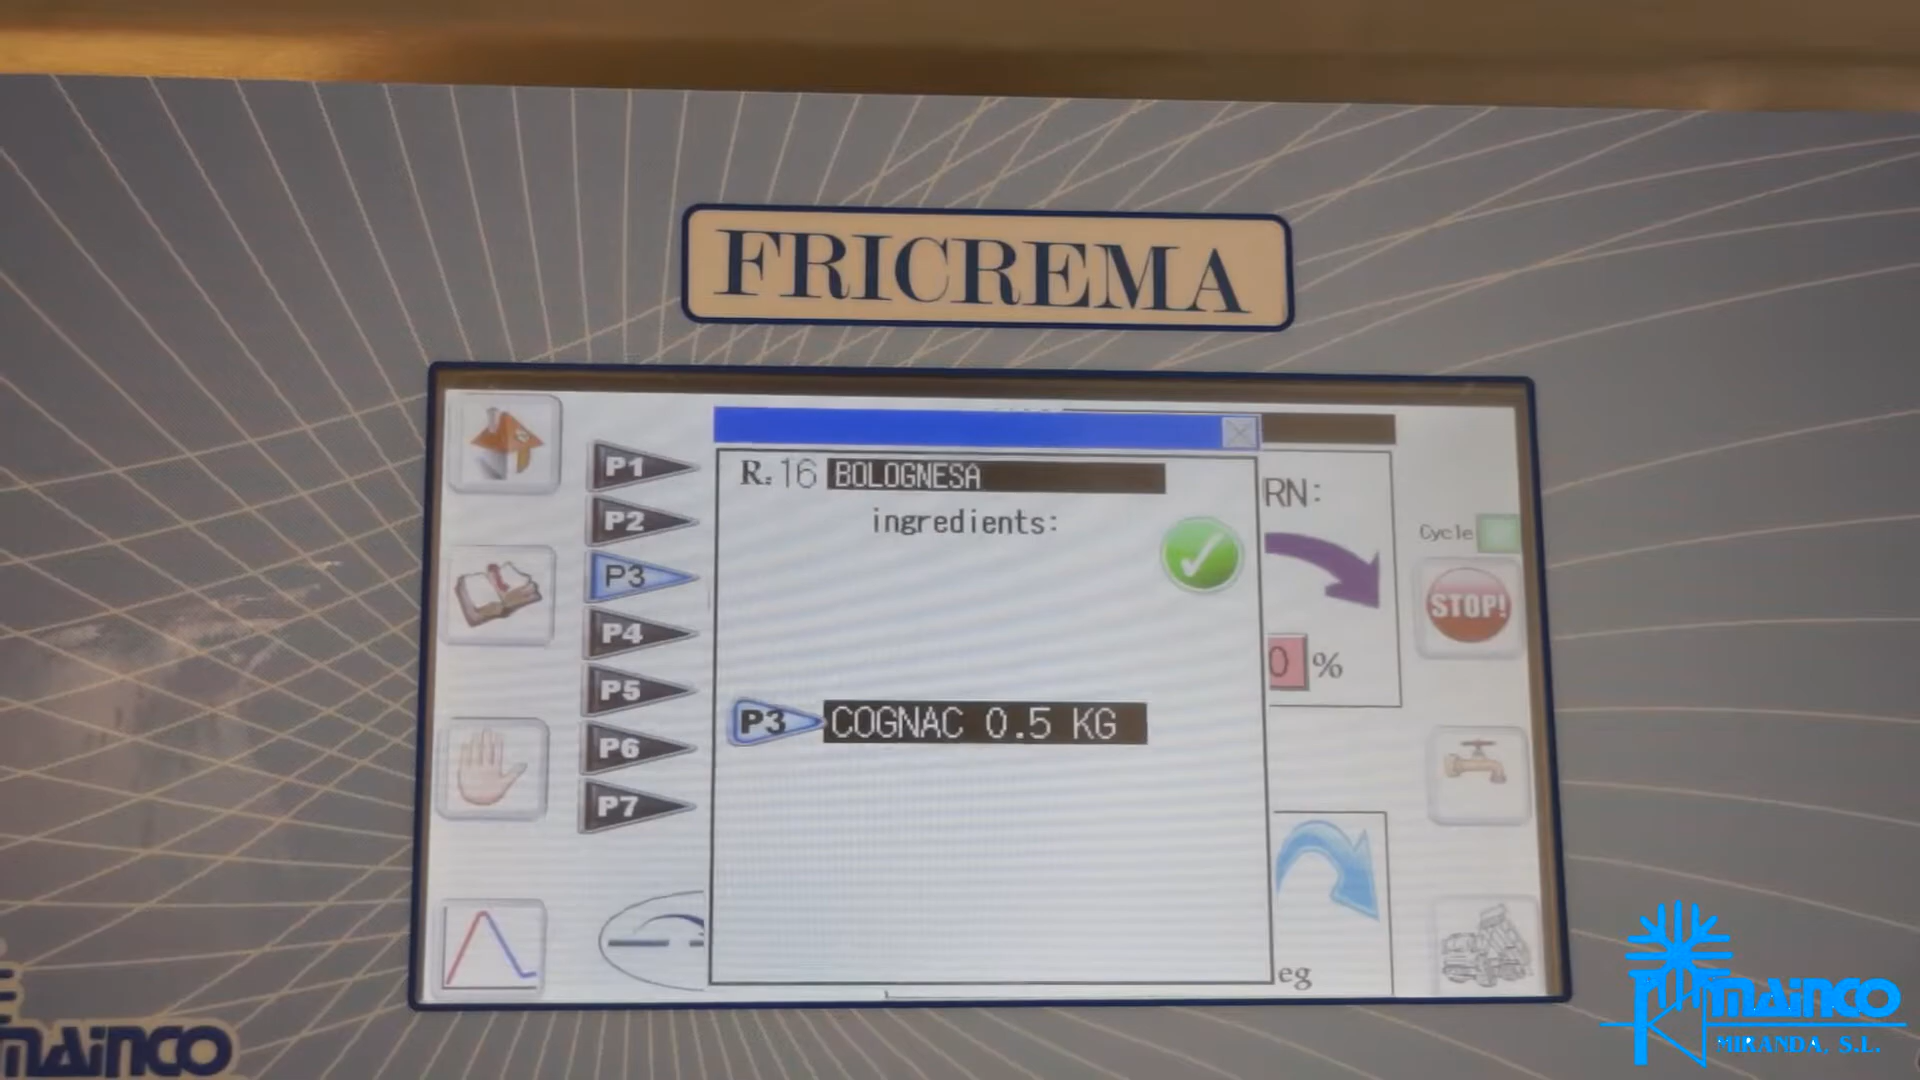 FRICREMA
R: 16 BOLOGNESA
ingredients:
P1
P2
P3
P4
P5
P6
P7
P3 COGNAC 0.5 KG
RN:
0 %
eg
Cycle
STOP!
E
mainco
mainco
MIRANDA, S.L.